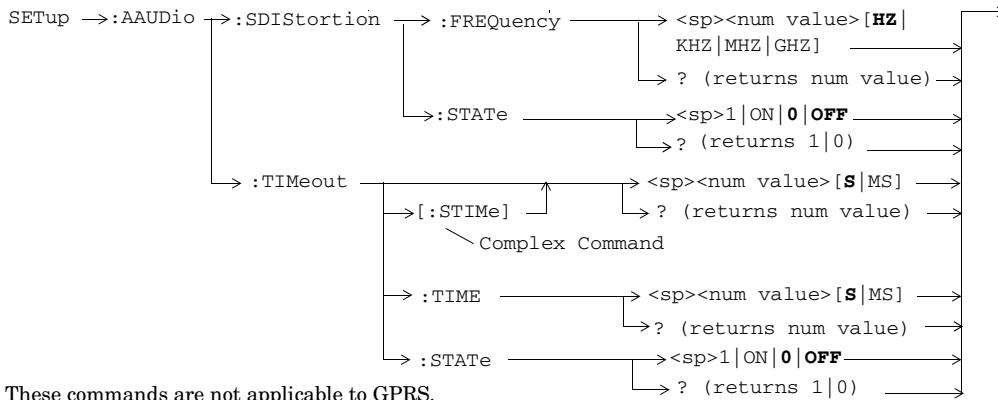 SETup :AAUDio :SDIStortion :FREQuency <sp><num value>[HZ|
KHZ|MHZ|GHZ]
? (returns num value)
:STATe <sp>1|ON|0|OFF
? (returns 1|0)
:TIMeout <sp><num value>[S|MS]
[:STIMe] ? (returns num value)
Complex Command
:TIME <sp><num value>[S|MS]
? (returns num value)
:STATe <sp>1|ON|0|OFF
? (returns 1|0)
These commands are not applicable to GPRS.